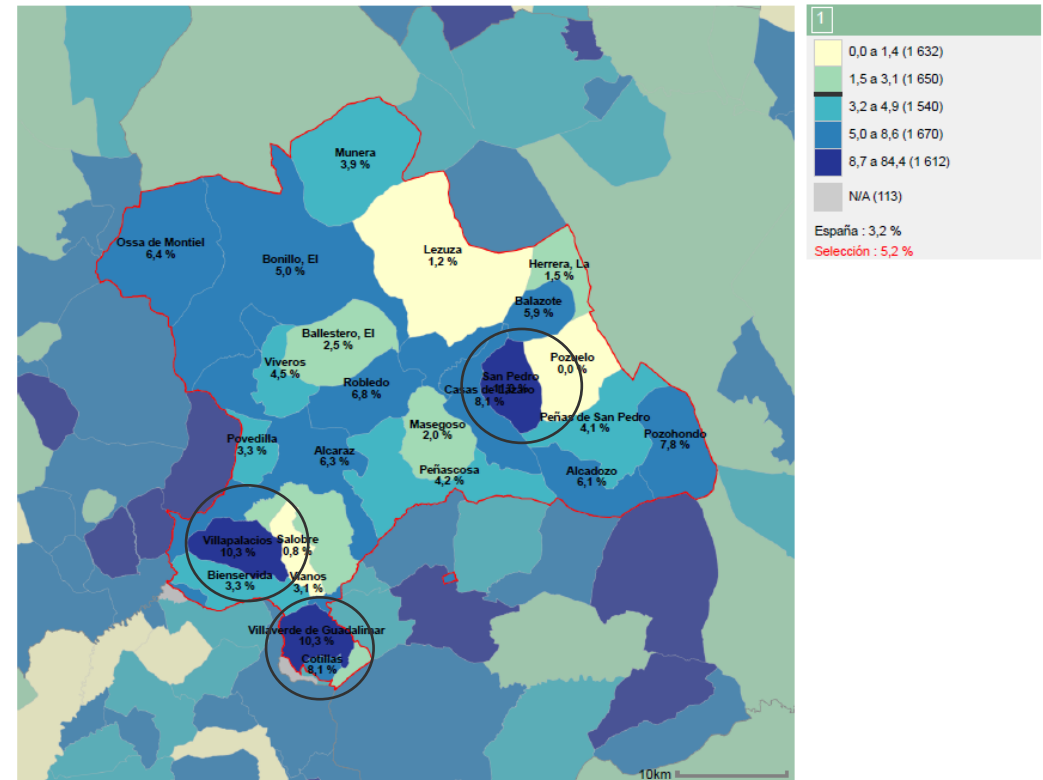 1
0,0 a 1,4 (1 632)
1,5 a 3,1 (1 650)
3,2 a 4,9 (1 540)
5,0 a 8,6 (1 670)
8,7 a 84,4 (1 612)
N/A (113)
España : 3,2 %
Selección : 5,2 %
Munera
3,9 %
Ossa de Montiel
6,4 %
Bonillo, El
5,0 %
Lezuza
1,2 %
Herrera, La
1,5 %
Balazote
5,9 %
Ballestero, El
2,5 %
Viveros
4,5 %
Robledo
6,8 %
Pozuelo
0,0 %
San Pedro
Casas de
8,1 %
Masegoso
2,0 %
Peñas de San Pedro
4,1 %
Pozohondo
7,8 %
Povedilla
3,3 %
Alcaraz
6,3 %
Peñascosa
4,2 %
Alcadozo
6,1 %
Villapalacios
10,3 %
Salobre
0,8 %
Bienservida
3,3 %
Vianos
3,1 %
Villaverde de Guadalimar
10,3 %
Cotillas
8,1 %
10km